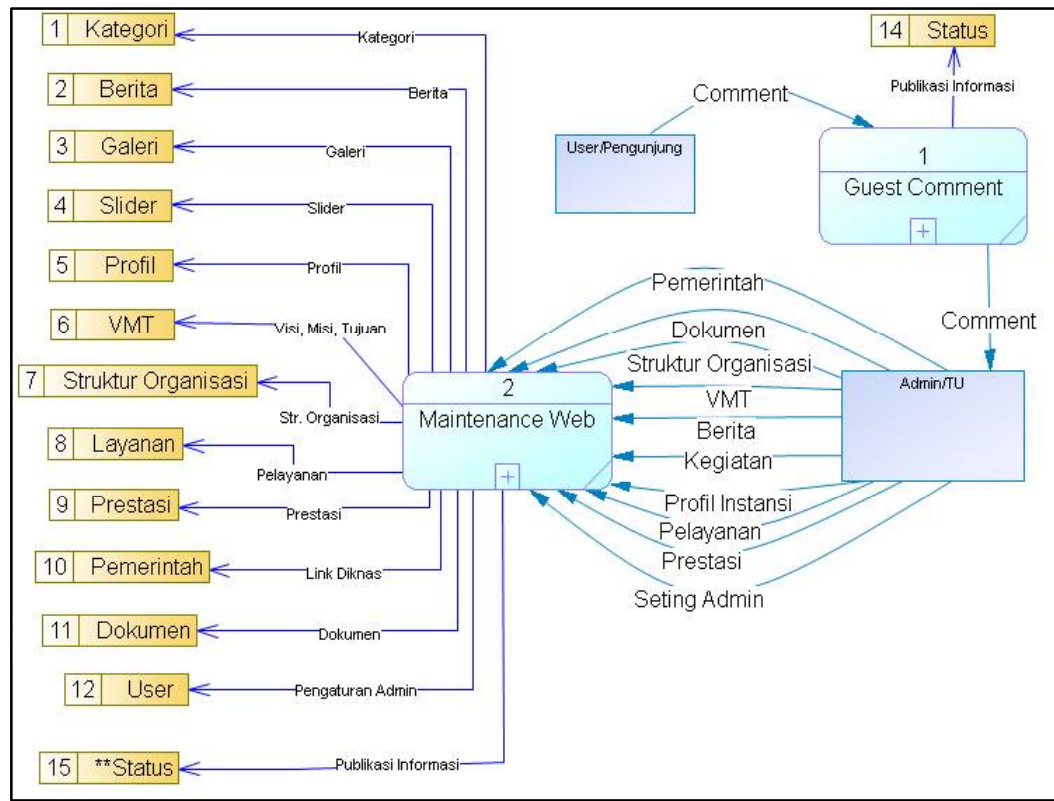 1 Kategori
Kategori
14 Status
Publikasi Informasi
2 Berita
Berita
Comment
User/Pengunjung
1
Guest Comment
3 Galeri
Galeri
4 Slider
Slider
5 Profil
Profil
6 VMT
Visi, Misi, Tujuan
7 Struktur Organisasi
Str. Organisasi
8 Layanan
Pelayanan
9 Prestasi
Prestasi
10 Pemerintah
Link Diknas
11 Dokumen
Dokumen
12 User
Pengaturan Admin
15 **Status
Publikasi Informasi
2
Maintenance Web
Pemerintah
Dokumen
Struktur Organisasi
VMT
Berita
Kegiatan
Profil Instansi
Pelayanan
Prestasi
Seting Admin
Comment
Admin/TU